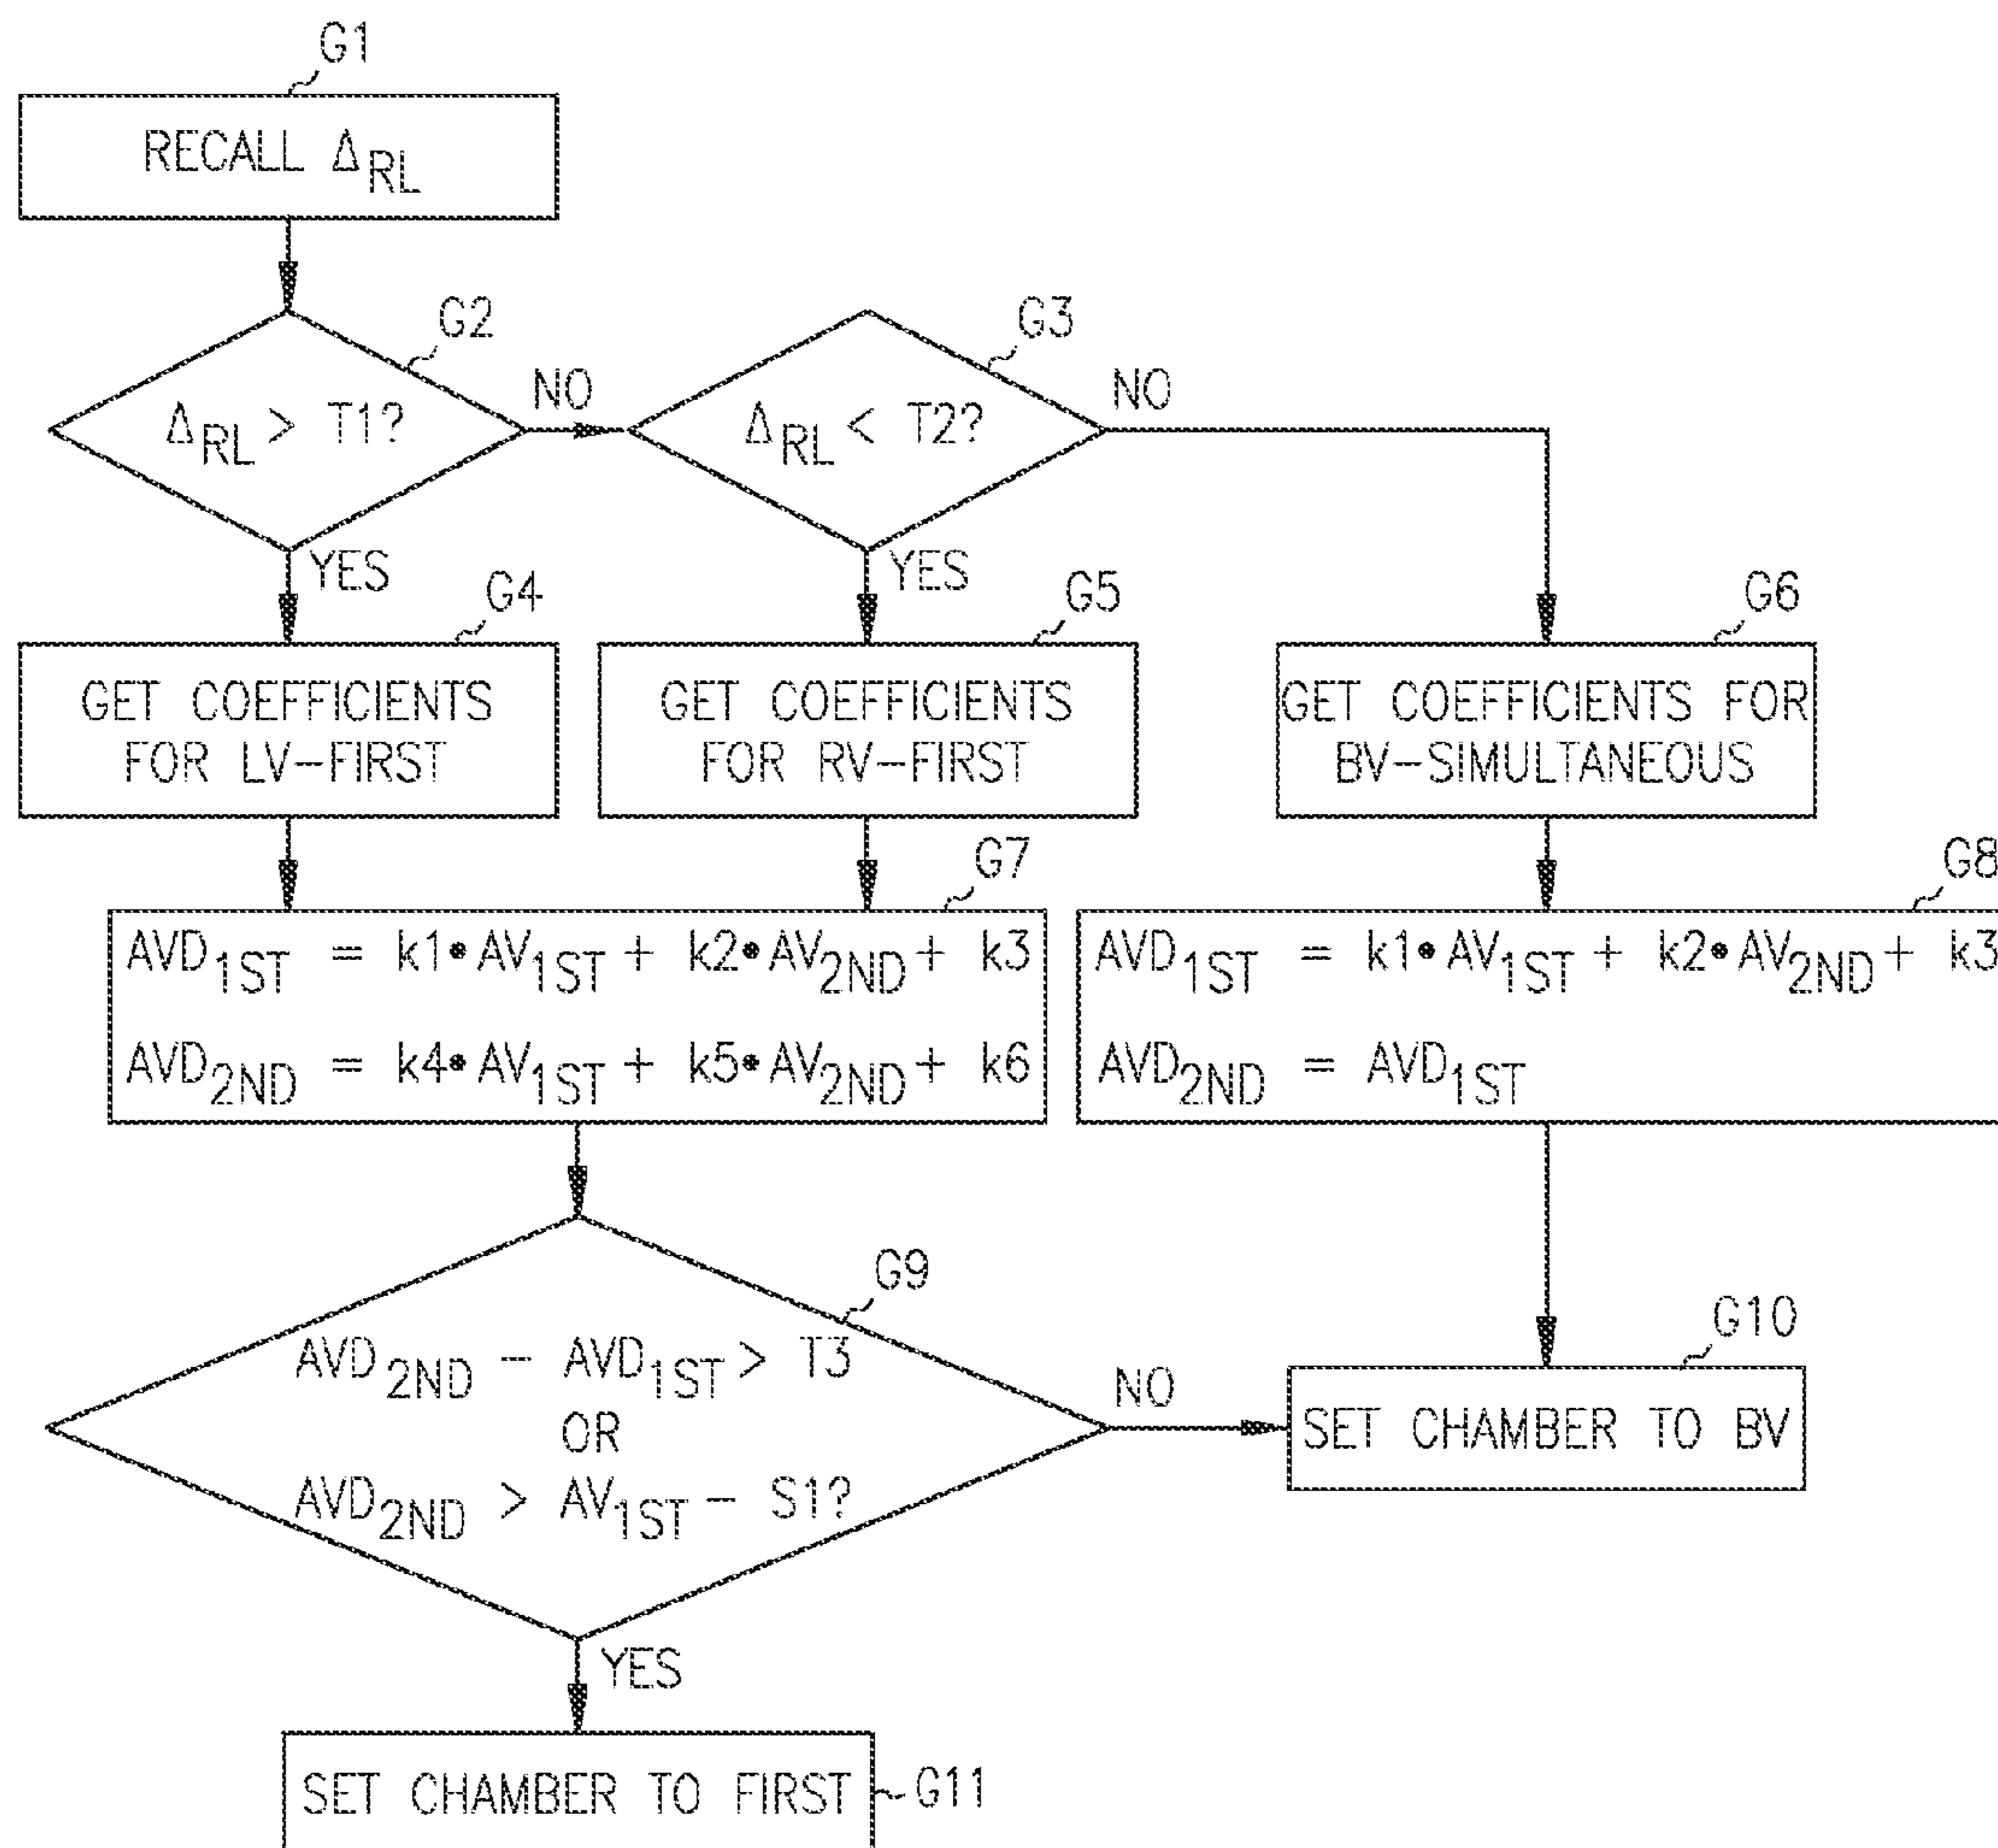 G1
RECALL Δ_RL
G2
G3
Δ_RL > T1?
NO
Δ_RL < T2?
NO
YES
YES
G4
G5
G6
GET COEFFICIENTS
FOR LV-FIRST
GET COEFFICIENTS
FOR RV-FIRST
GET COEFFICIENTS FOR
BV-SIMULTANEOUS
G7
G8
AVD_1ST = k1•AV_1ST + k2•AV_2ND + k3
AVD_2ND = k4•AV_1ST + k5•AV_2ND + k6
AVD_1ST = k1•AV_1ST + k2•AV_2ND + k3
AVD_2ND = AVD_1ST
G9
AVD_2ND - AVD_1ST > T3
OR
AVD_2ND > AV_1ST - S1?
NO
G10
SET CHAMBER TO BV
YES
SET CHAMBER TO FIRST
G11